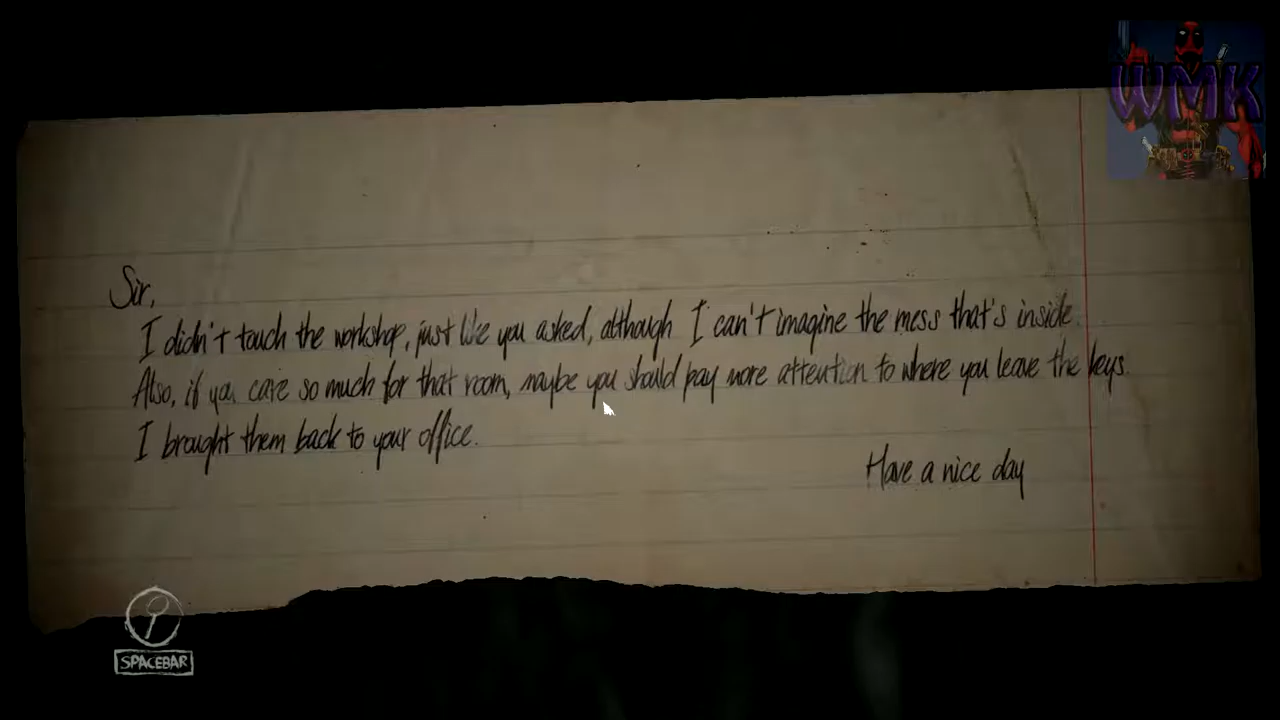 WMK
Sir,
I didn't touch the workshop, just like you asked, although I can't imagine the mess that's inside.
Also, if you care so much for that room, maybe you should pay more attention to where you leave the keys.
I brought them back to your office.
Have a nice day
SPACEBAR